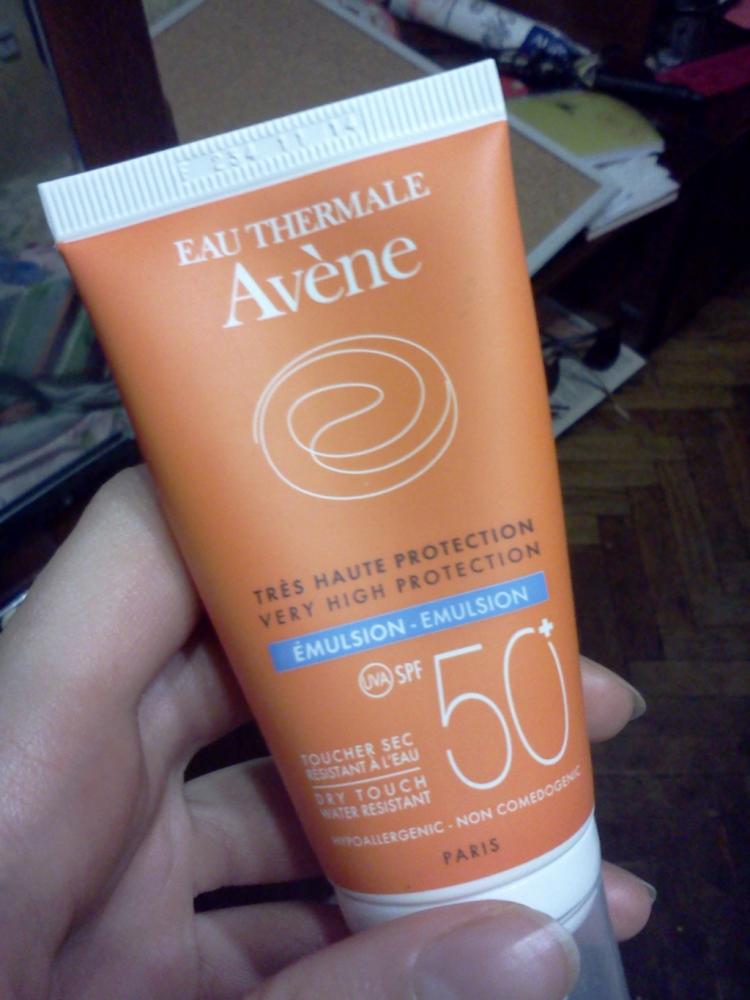 EAU THERMALE
Avène
TRÈS HAUTE PROTECTION
VERY HIGH PROTECTION
ÉMULSION - EMULSION
UVA SPF 50+
TOUCHER SEC
RÉSISTANT À L'EAU
DRY TOUCH
WATER RESISTANT
HYPOALLERGENIC - NON COMEDOGENIC
PARIS